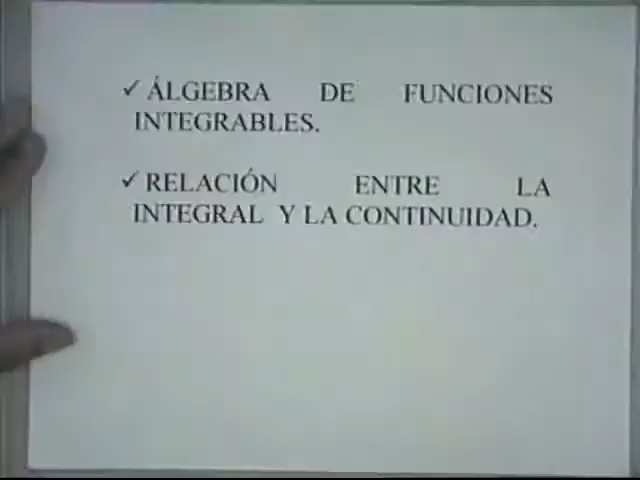 ✓ ÁLGEBRA DE FUNCIONES
INTEGRABLES.
✓ RELACIÓN ENTRE LA
INTEGRAL Y LA CONTINUIDAD.